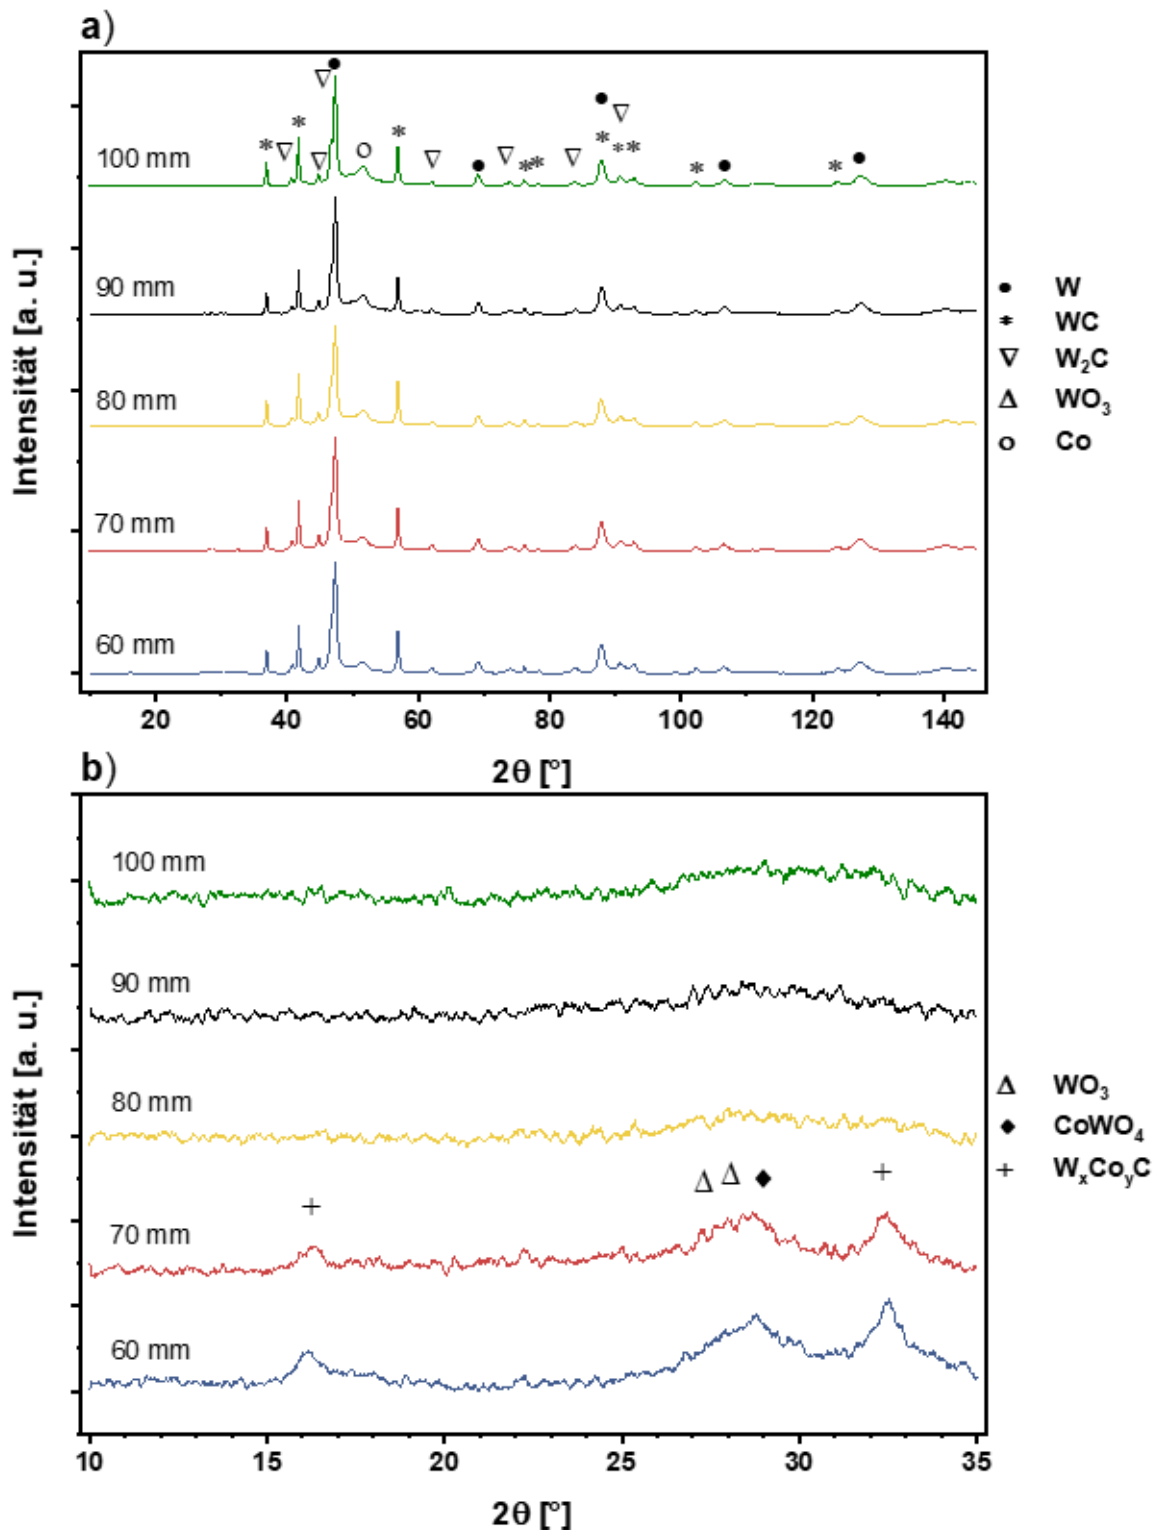 a)
100 mm
90 mm
80 mm
70 mm
60 mm
Intensität [a. u.]
20 40 60 80 100 120 140
2θ [°]
● W
* WC
∇ W₂C
Δ WO₃
○ Co
b)
100 mm
90 mm
80 mm
70 mm
60 mm
Intensität [a. u.]
10 15 20 25 30 35
2θ [°]
Δ WO₃
◆ CoWO₄
+ WₓCoᵧC